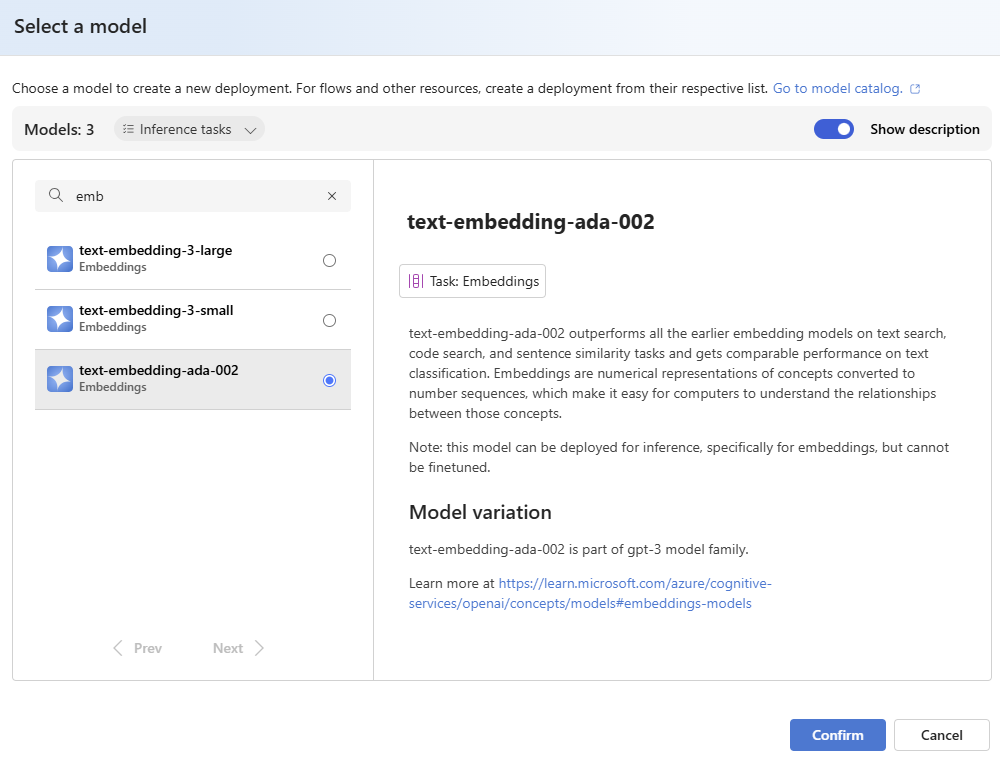 Select a model
Choose a model to create a new deployment. For flows and other resources, create a deployment from their respective list. Go to model catalog.
Models: 3
Inference tasks
Show description
emb
text-embedding-3-large
Embeddings
text-embedding-3-small
Embeddings
text-embedding-ada-002
Embeddings
Prev
Next
text-embedding-ada-002
Task: Embeddings
text-embedding-ada-002 outperforms all the earlier embedding models on text search,
code search, and sentence similarity tasks and gets comparable performance on text
classification. Embeddings are numerical representations of concepts converted to
number sequences, which make it easy for computers to understand the relationships
between those concepts.
Note: this model can be deployed for inference, specifically for embeddings, but cannot
be finetuned.
Model variation
text-embedding-ada-002 is part of gpt-3 model family.
Learn more at https://learn.microsoft.com/azure/cognitive-
services/openai/concepts/models#embeddings-models
Confirm
Cancel